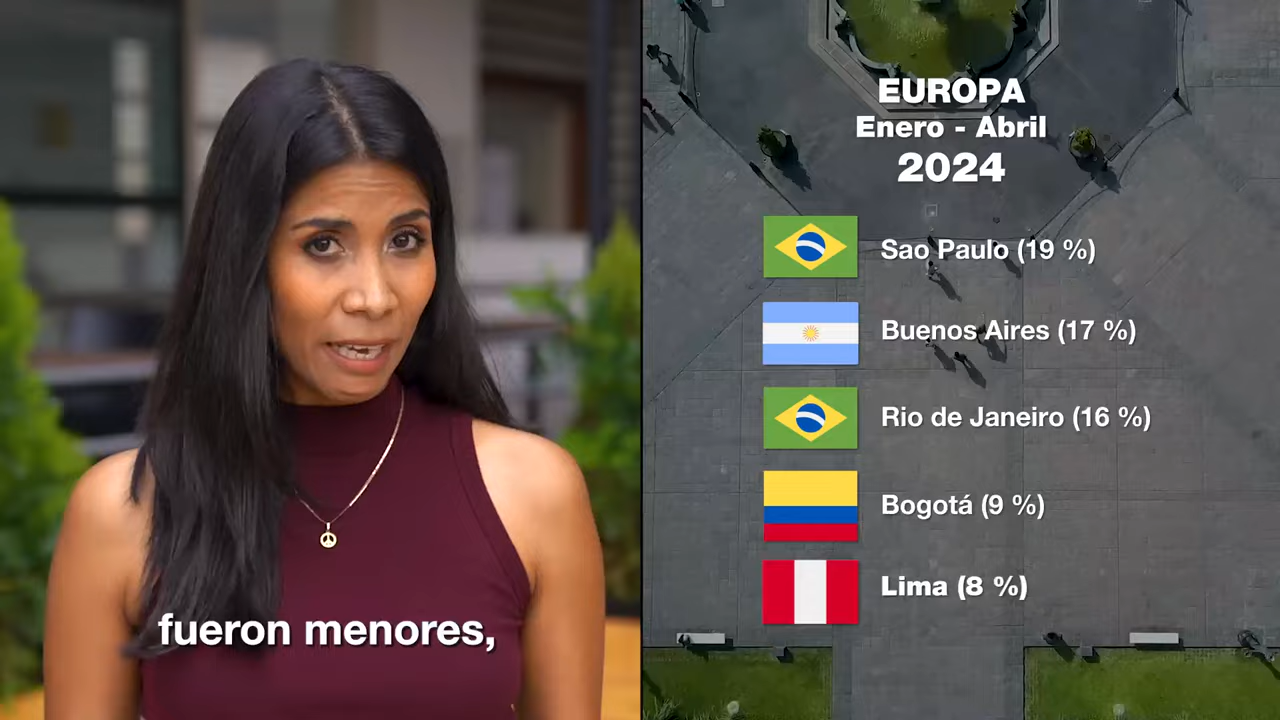 EUROPA
Enero - Abril
2024
Sao Paulo (19 %)
Buenos Aires (17 %)
Rio de Janeiro (16 %)
Bogotá (9 %)
Lima (8 %)
fueron menores,